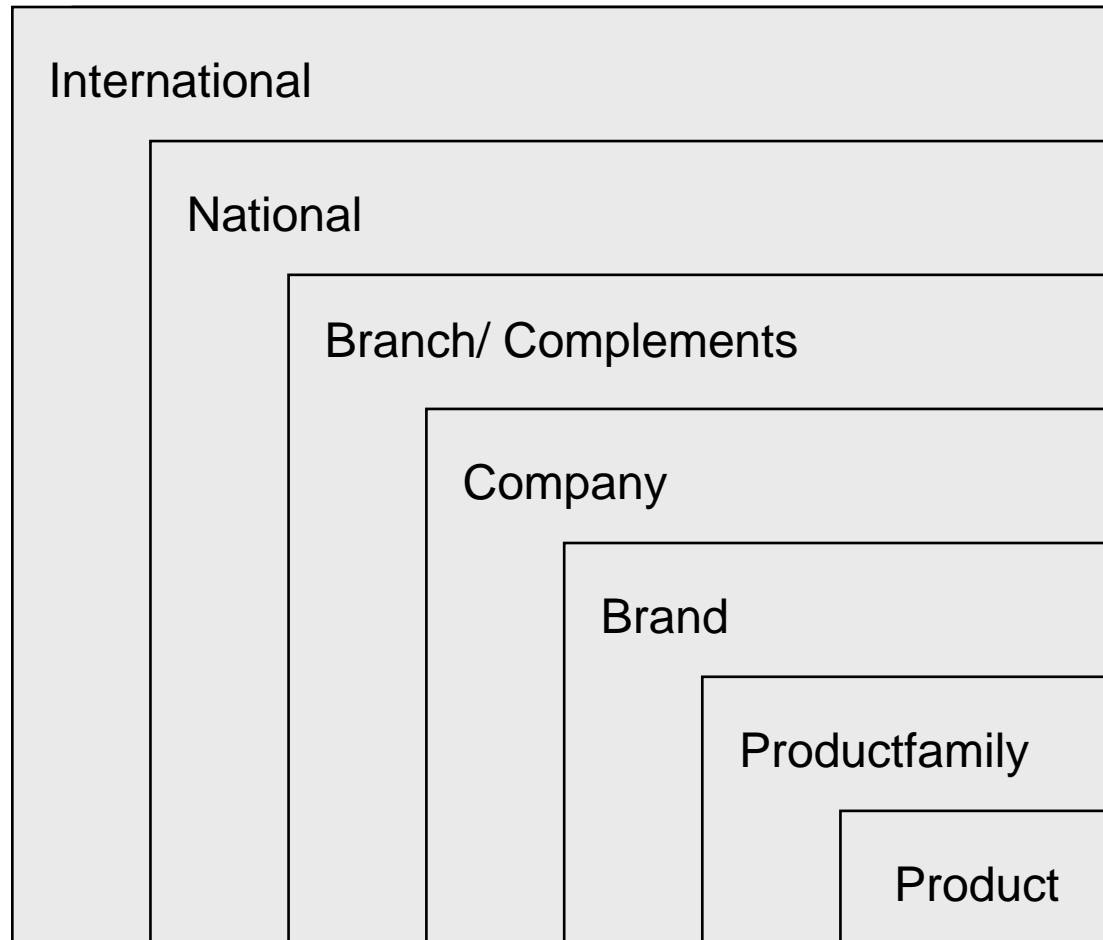 International
National
Branch/ Complements
Company
Brand
Productfamily
Product